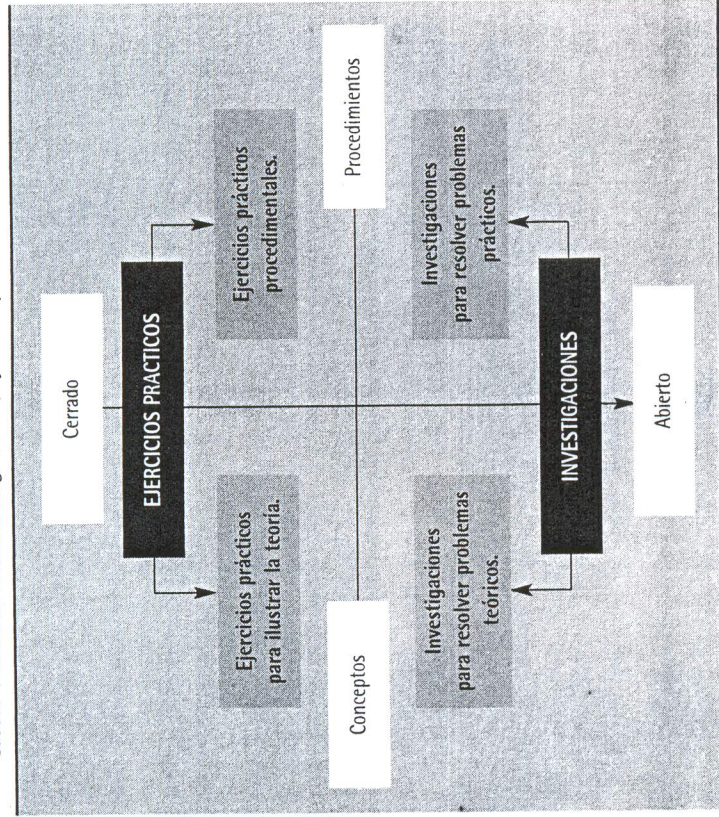 Cerrado
EJERCICIOS PRÁCTICOS
Ejercicios prácticos
para ilustrar la teoría.
Ejercicios prácticos
procedimentales.
Conceptos
Procedimientos
Investigaciones
para resolver problemas
teóricos.
Investigaciones
para resolver problemas
prácticos.
INVESTIGACIONES
Abierto